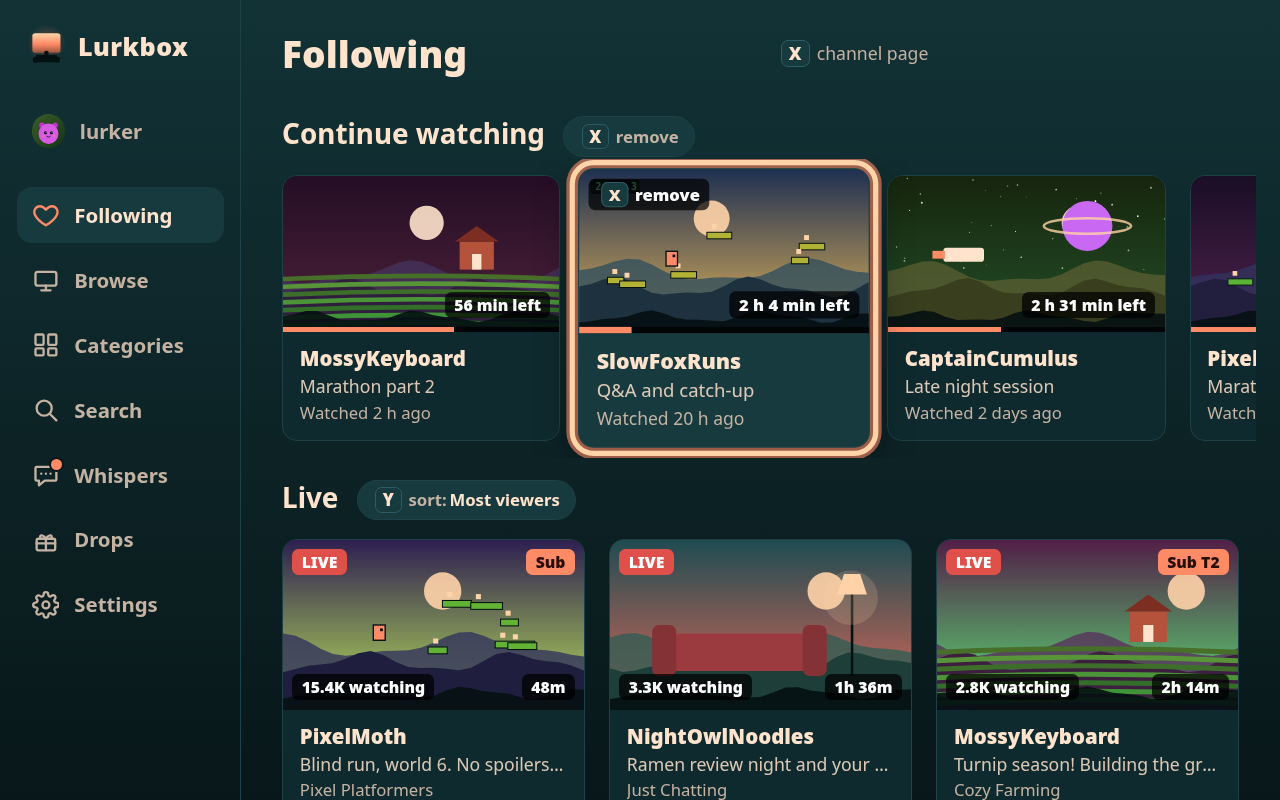 Lurkbox
lurker
Following
Browse
Categories
Search
Whispers
Drops
Settings
Following
X channel page
Continue watching
X remove
56 min left
MossyKeyboard
Marathon part 2
Watched 2 h ago
X remove
2 h 4 min left
SlowFoxRuns
Q&A and catch-up
Watched 20 h ago
2 h 31 min left
CaptainCumulus
Late night session
Watched 2 days ago
Pixel
Marat
Watch
Live
Y sort: Most viewers
LIVE
Sub
15.4K watching
48m
PixelMoth
Blind run, world 6. No spoilers...
Pixel Platformers
LIVE
3.3K watching
1h 36m
NightOwlNoodles
Ramen review night and your ...
Just Chatting
LIVE
Sub T2
2.8K watching
2h 14m
MossyKeyboard
Turnip season! Building the gr...
Cozy Farming